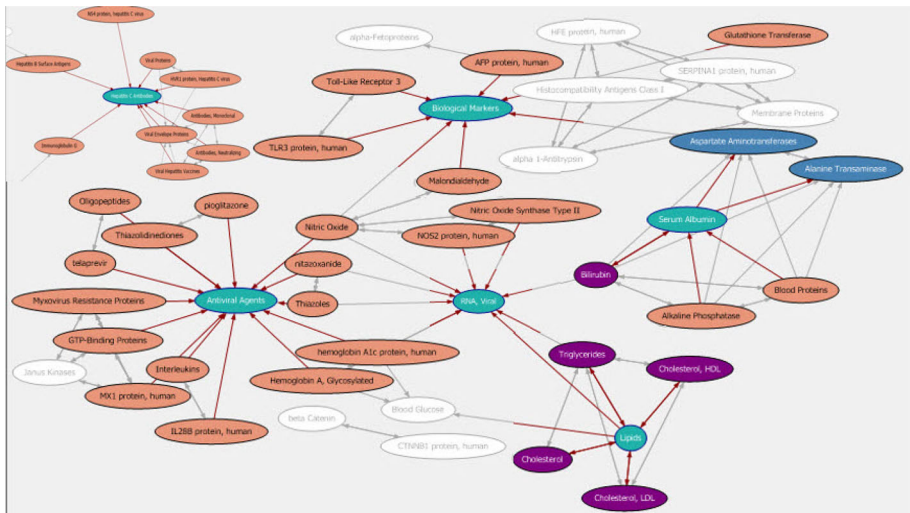 NS4 protein, hepatitis C virus
Hepatitis B Surface Antigens
Viral Proteins
HVR1 protein, Hepatitis C virus
Hepatitis C Antibodies
Antibodies, Monoclonal
Viral Envelope Proteins
Antibodies, Neutralizing
Immunoglobulin G
Viral Hepatitis Vaccines
alpha-Fetoproteins
HFE protein, human
Glutathione Transferase
AFP protein, human
SERPINA1 protein, human
Toll-Like Receptor 3
Histocompatibility Antigens Class I
Biological Markers
Membrane Proteins
TLR3 protein, human
alpha 1-Antitrypsin
Aspartate Aminotransferases
Alanine Transaminase
Malondialdehyde
Oligopeptides
pioglitazone
Nitric Oxide Synthase Type II
Serum Albumin
Nitric Oxide
Thiazolidinediones
NOS2 protein, human
telaprevir
nitazoxanide
Bilirubin
Blood Proteins
Myxovirus Resistance Proteins
Antiviral Agents
Thiazoles
RNA, Viral
Alkaline Phosphatase
GTP-Binding Proteins
hemoglobin A1c protein, human
Triglycerides
Janus Kinases
Interleukins
Cholesterol, HDL
Hemoglobin A, Glycosylated
MX1 protein, human
Blood Glucose
beta Catenin
IL28B protein, human
Lipids
CTNNB1 protein, human
Cholesterol
Cholesterol, LDL